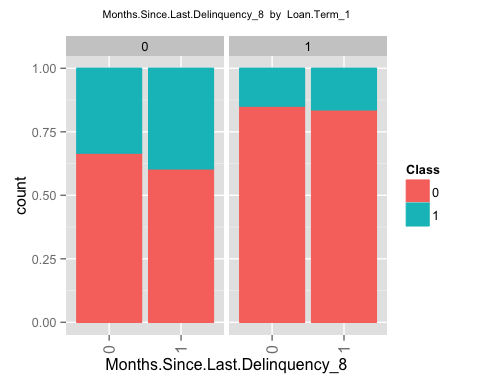 Months.Since.Last.Delinquency_8 by Loan.Term_1
0 1
1.00
0.75
0.50
0.25
0.00
count
0 1 0 1
Months.Since.Last.Delinquency_8
Class
0
1